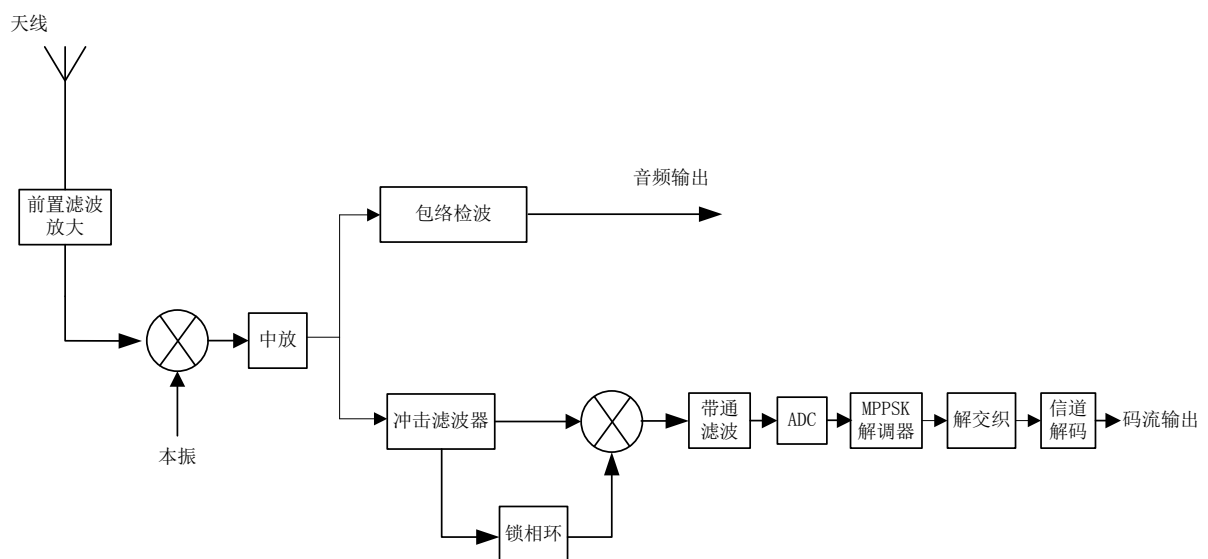 天线
前置滤波
放大
本振
中放
包络检波
音频输出
冲击滤波器
锁相环
带通
滤波
ADC
MPPSK
解调器
解交织
信道
解码
码流输出